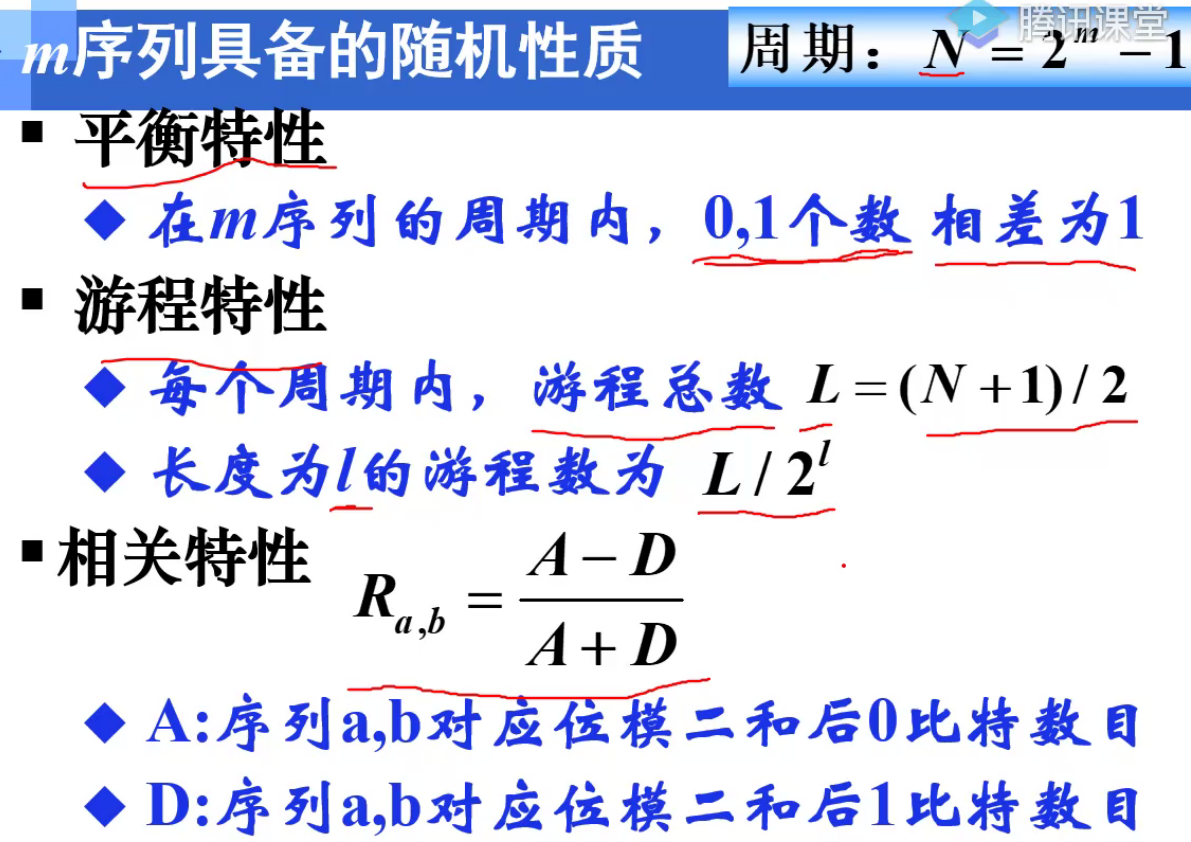 m序列具备的随机性质
周期：N = 2^m − 1
腾讯课堂
▪ 平衡特性
◆ 在m序列的周期内，0,1个数 相差为1
▪ 游程特性
◆ 每个周期内，游程总数 L = (N + 1) / 2
◆ 长度为l的游程数为 L / 2^l
▪ 相关特性
R_{a,b} = (A − D) / (A + D)
◆ A:序列a,b对应位模二和后0比特数目
◆ D:序列a,b对应位模二和后1比特数目